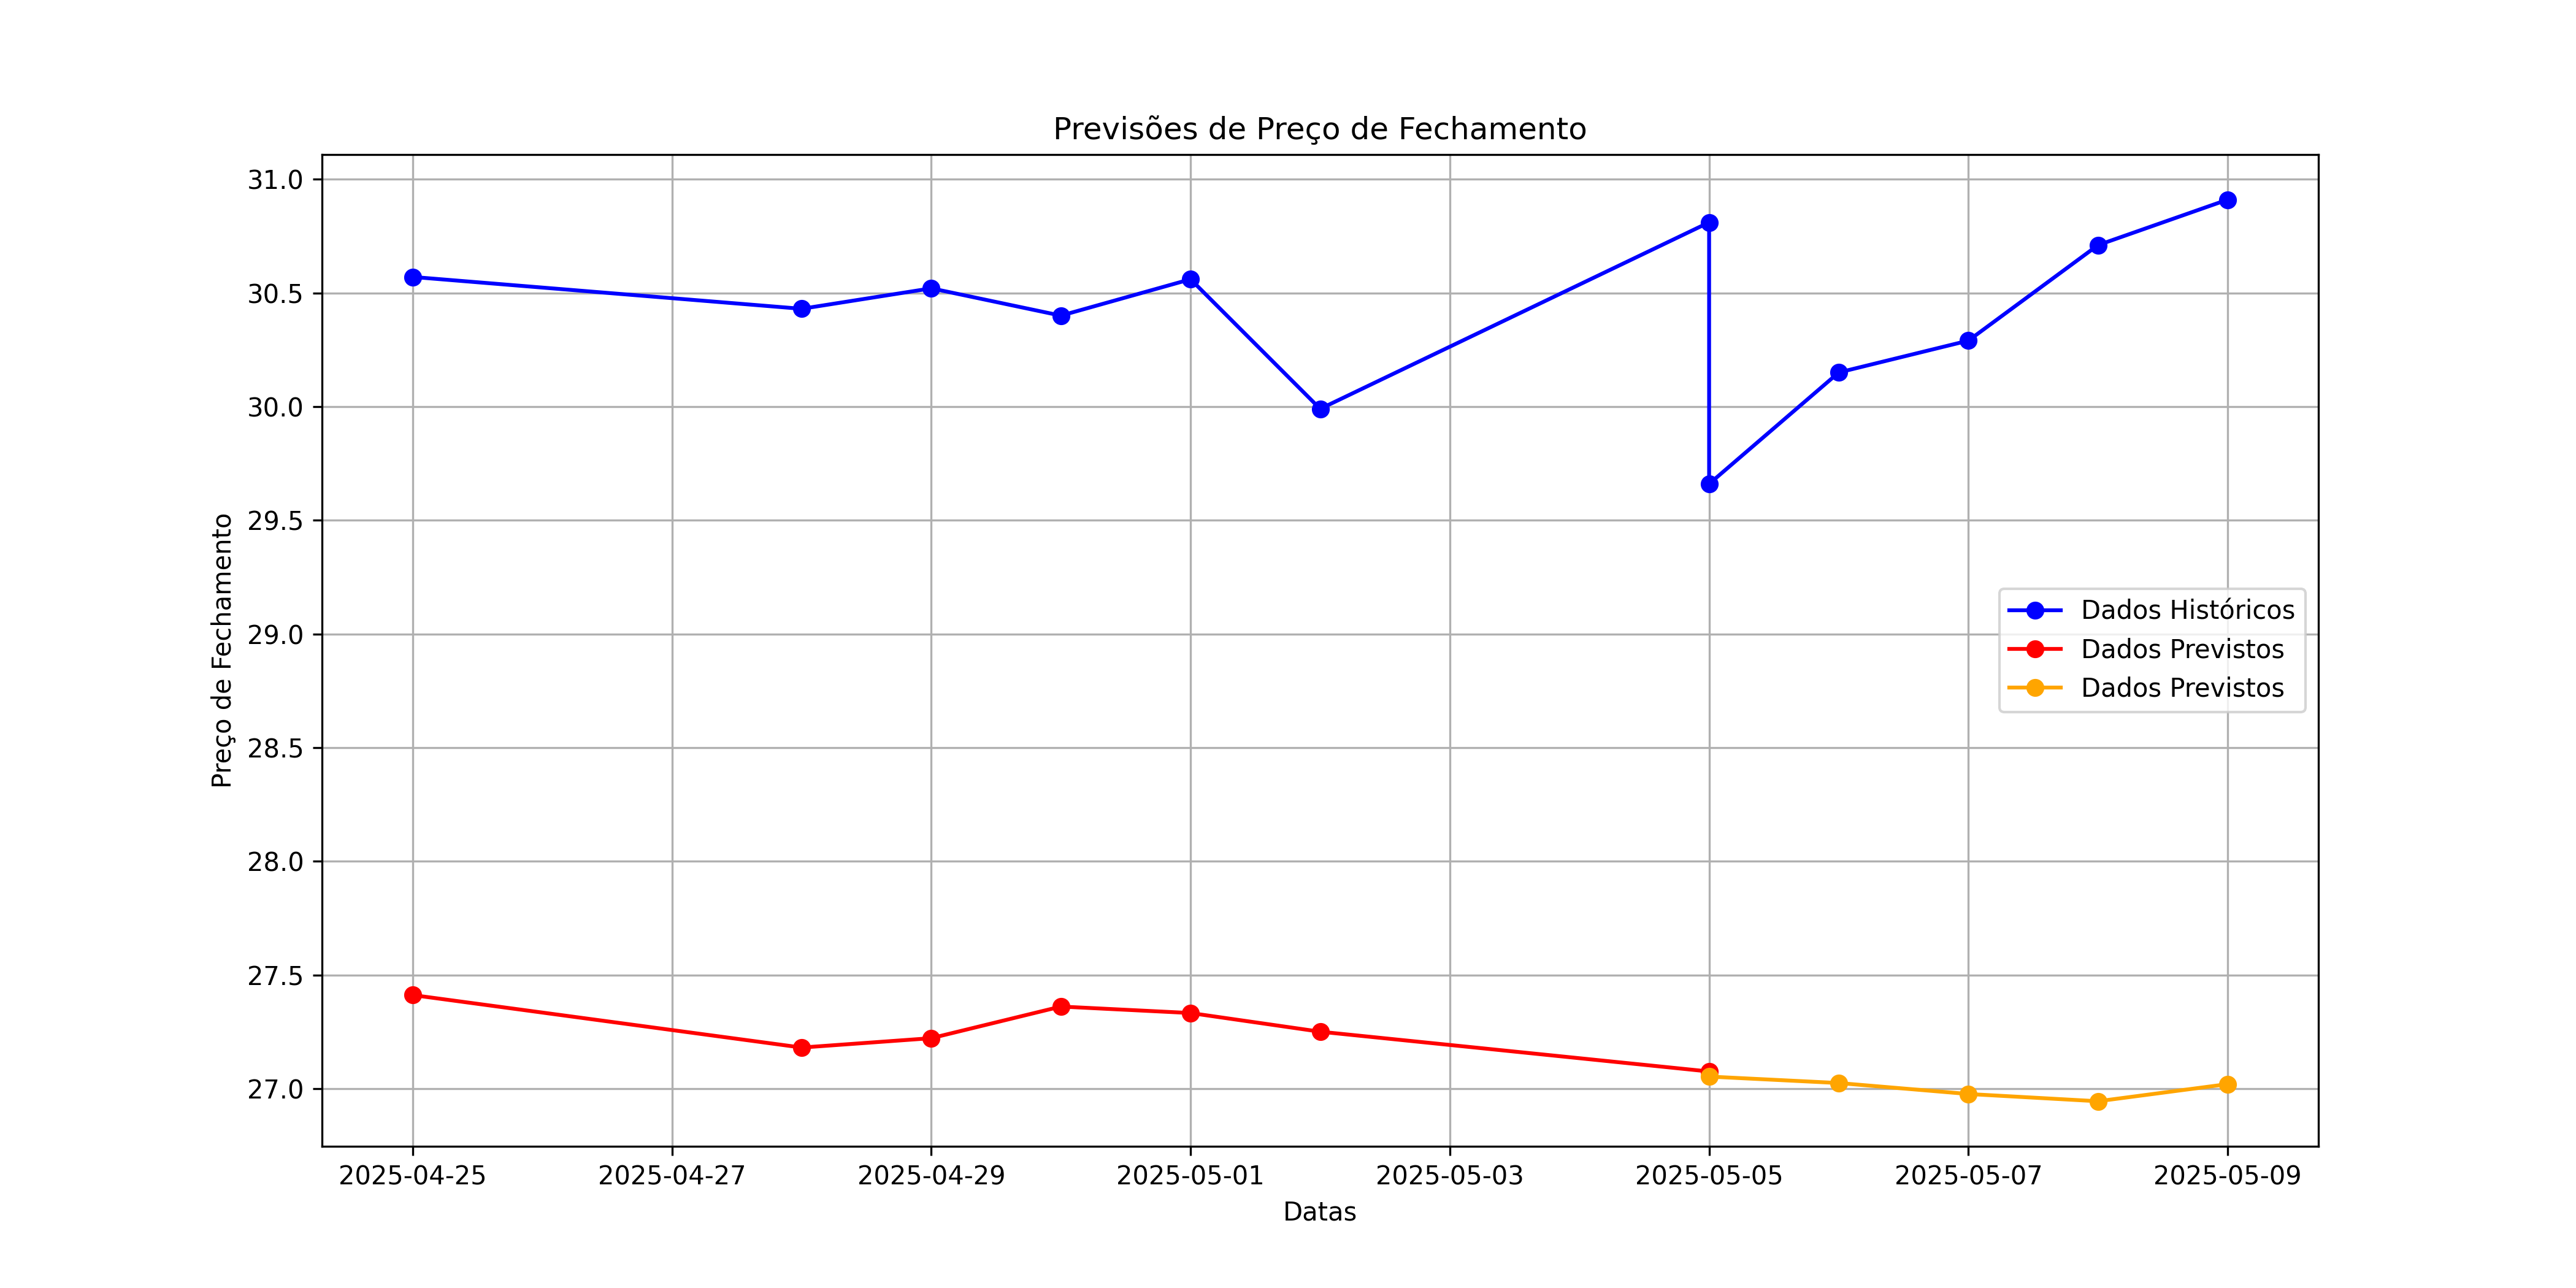 Previsões de Preço de Fechamento
31.0
30.5
30.0
29.5
29.0
28.5
28.0
27.5
27.0
Preço de Fechamento
Dados Históricos
Dados Previstos
Dados Previstos
2025-04-25
2025-04-27
2025-04-29
2025-05-01
2025-05-03
2025-05-05
2025-05-07
2025-05-09
Datas